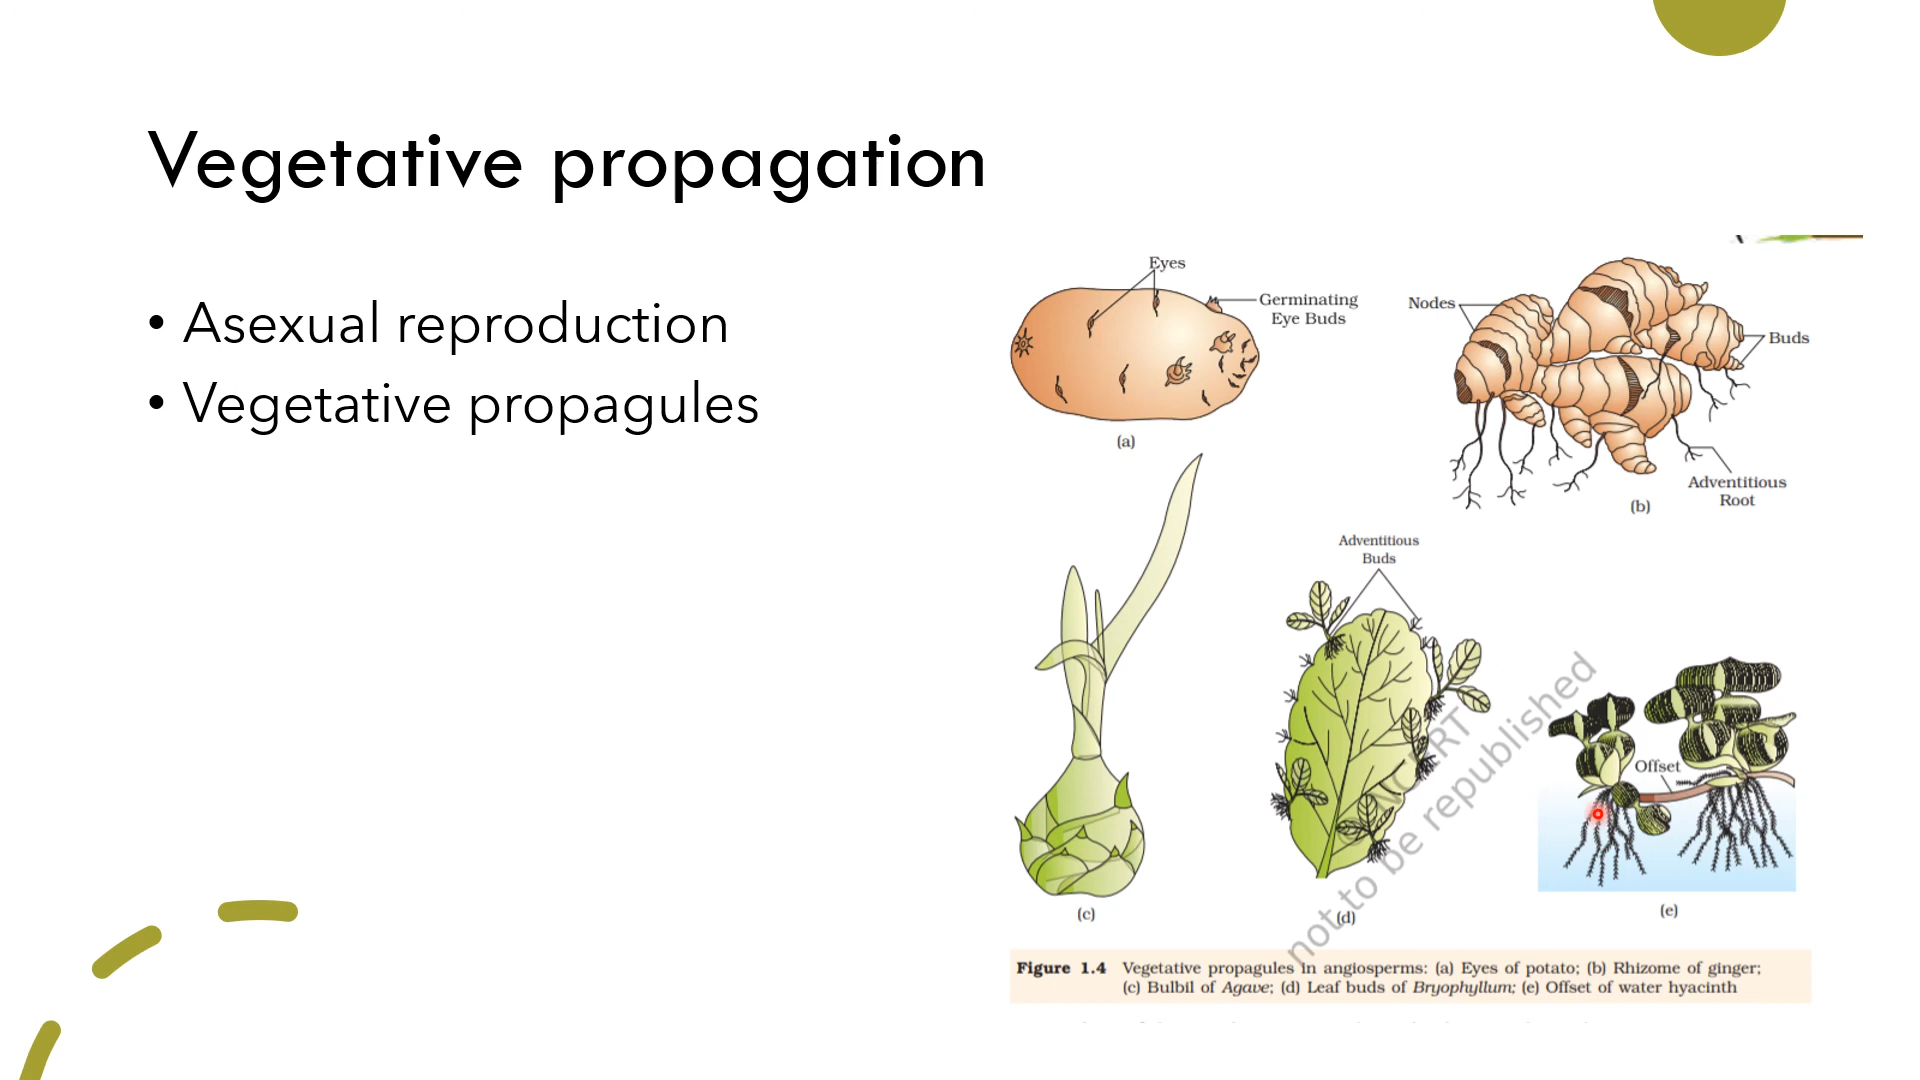 Vegetative propagation
• Asexual reproduction
• Vegetative propagules
Eyes
Germinating
Eye Buds
(a)
Nodes
Buds
Adventitious
Root
(b)
(c)
Adventitious
Buds
(d)
Offset
(e)
not to be republished
Figure 1.4 Vegetative propagules in angiosperms: (a) Eyes of potato; (b) Rhizome of ginger;
(c) Bulbil of Agave; (d) Leaf buds of Bryophyllum; (e) Offset of water hyacinth